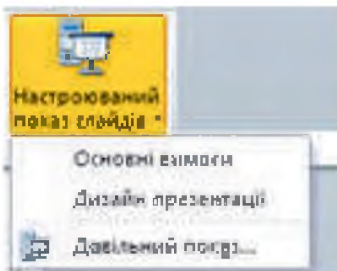 Настроюваний
показ слайдів
Основні вимоги
Дизайн презентації
Довільний показ...